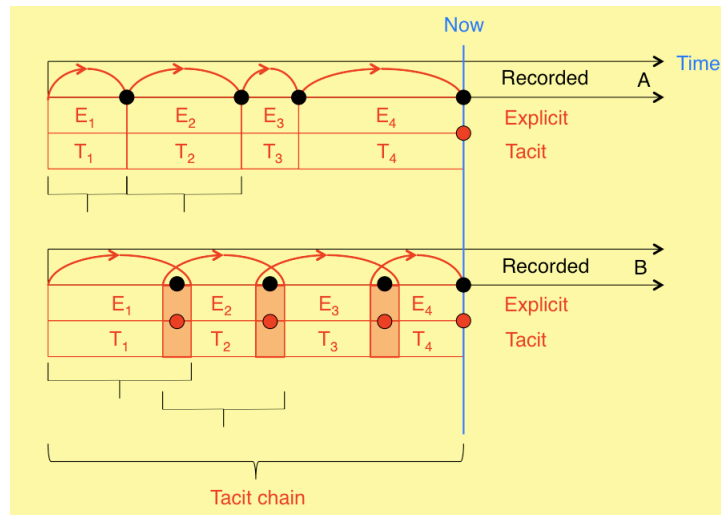 Now
Time
Recorded A
E₁ E₂ E₃ E₄ Explicit
T₁ T₂ T₃ T₄ Tacit
Recorded B
E₁ E₂ E₃ E₄ Explicit
T₁ T₂ T₃ T₄ Tacit
Tacit chain